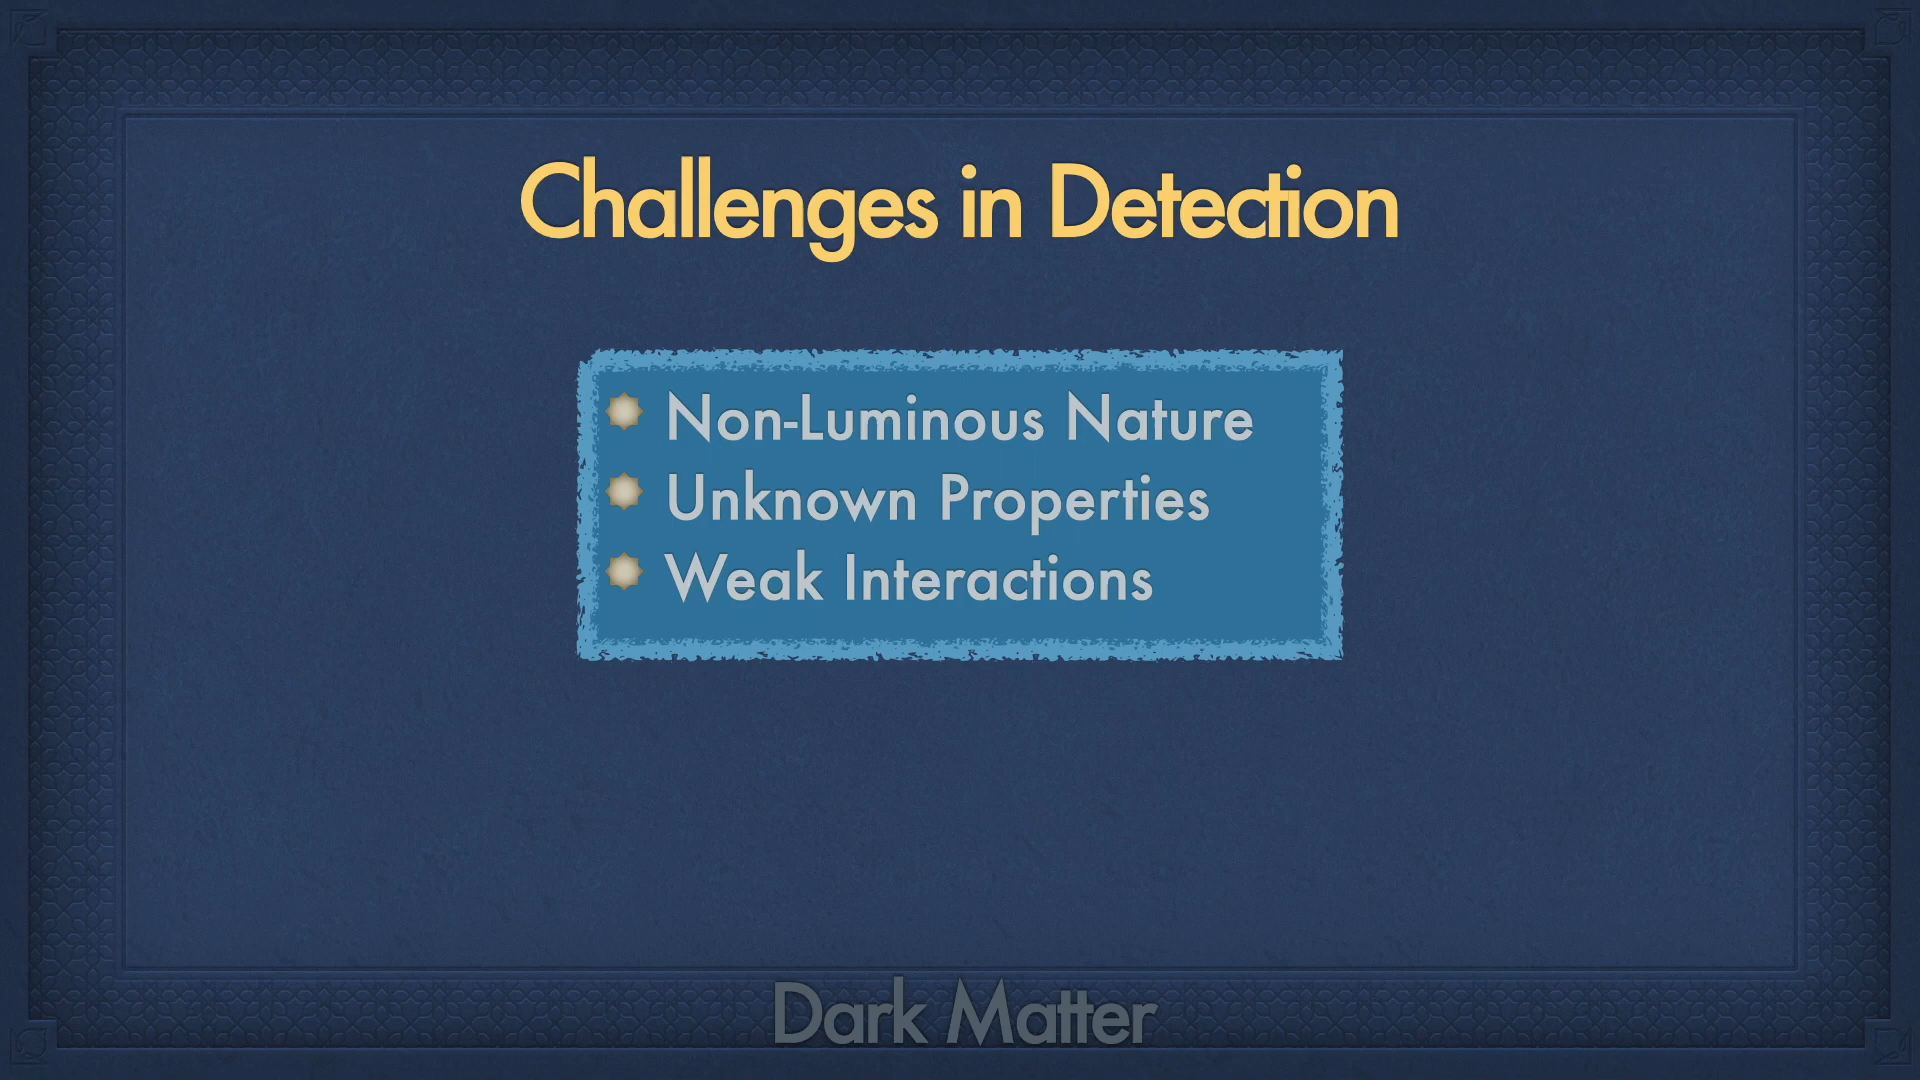 Challenges in Detection
Non-Luminous Nature
Unknown Properties
Weak Interactions
Dark Matter